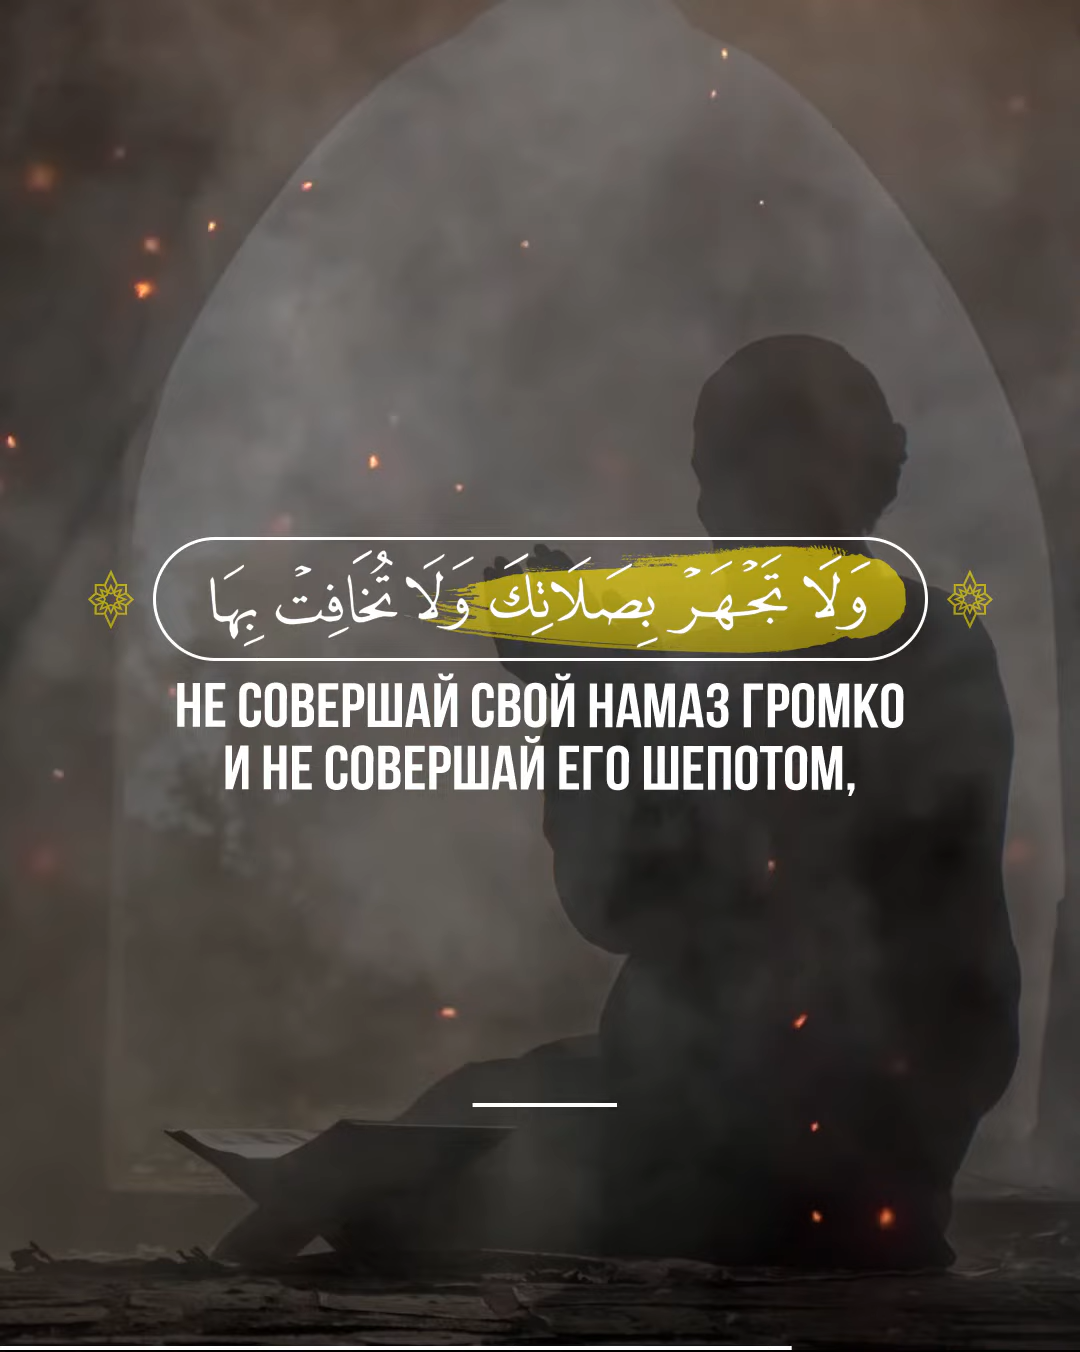 وَلَا تَجْهَرْ بِصَلَاتِكَ وَلَا تُخَافِتْ بِهَا
НЕ СОВЕРШАЙ СВОЙ НАМАЗ ГРОМКО
И НЕ СОВЕРШАЙ ЕГО ШЕПОТОМ,